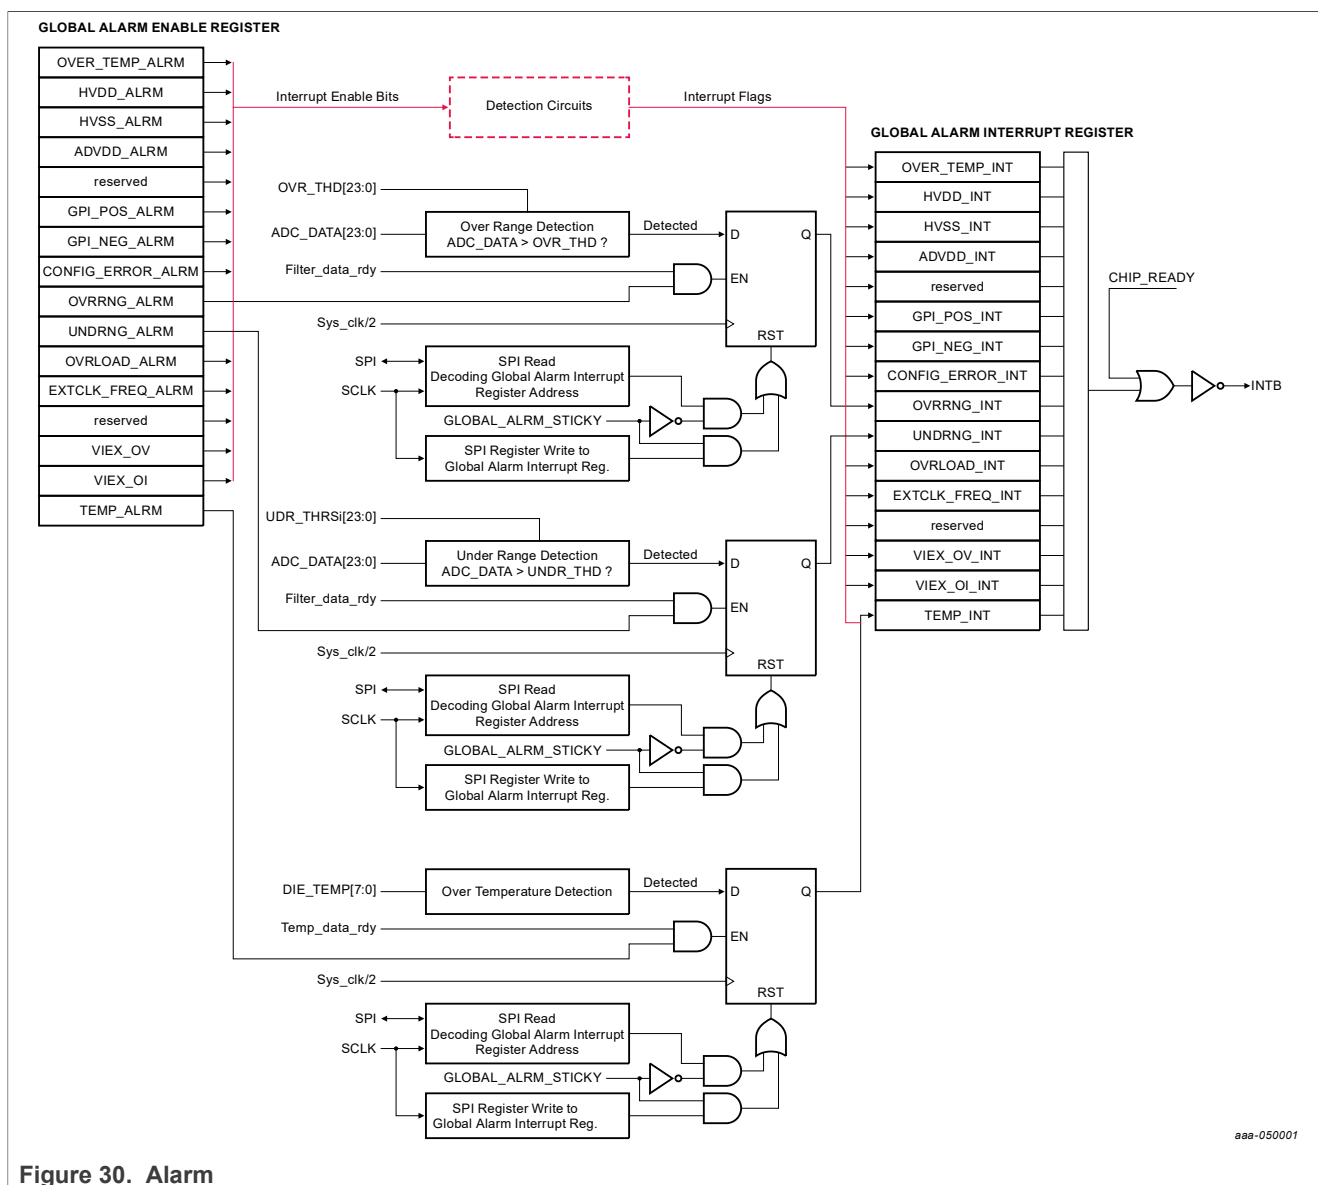 GLOBAL ALARM ENABLE REGISTER
OVER_TEMP_ALRM
HVDD_ALRM
HVSS_ALRM
ADVDD_ALRM
reserved
GPI_POS_ALRM
GPI_NEG_ALRM
CONFIG_ERROR_ALRM
OVRRNG_ALRM
UNDRNG_ALRM
OVRLOAD_ALRM
EXTCLK_FREQ_ALRM
reserved
VIEX_OV
VIEX_OI
TEMP_ALRM
Interrupt Enable Bits
Detection Circuits
Interrupt Flags
OVR_THD[23:0]
ADC_DATA[23:0]
Over Range Detection
ADC_DATA > OVR_THD ?
Detected
D
Q
Filter_data_rdy
EN
Sys_clk/2
RST
SPI
SCLK
SPI Read
Decoding Global Alarm Interrupt
Register Address
GLOBAL_ALRM_STICKY
SPI Register Write to
Global Alarm Interrupt Reg.
UDR_THRSi[23:0]
ADC_DATA[23:0]
Under Range Detection
ADC_DATA > UNDR_THD ?
Detected
D
Q
Filter_data_rdy
EN
Sys_clk/2
RST
SPI
SCLK
SPI Read
Decoding Global Alarm Interrupt
Register Address
GLOBAL_ALRM_STICKY
SPI Register Write to
Global Alarm Interrupt Reg.
DIE_TEMP[7:0]
Over Temperature Detection
Detected
D
Q
Temp_data_rdy
EN
Sys_clk/2
RST
SPI
SCLK
SPI Read
Decoding Global Alarm Interrupt
Register Address
GLOBAL_ALRM_STICKY
SPI Register Write to
Global Alarm Interrupt Reg.
GLOBAL ALARM INTERRUPT REGISTER
OVER_TEMP_INT
HVDD_INT
HVSS_INT
ADVDD_INT
reserved
GPI_POS_INT
GPI_NEG_INT
CONFIG_ERROR_INT
OVRRNG_INT
UNDRNG_INT
OVRLOAD_INT
EXTCLK_FREQ_INT
reserved
VIEX_OV_INT
VIEX_OI_INT
TEMP_INT
CHIP_READY
INTB
aaa-050001
Figure 30. Alarm